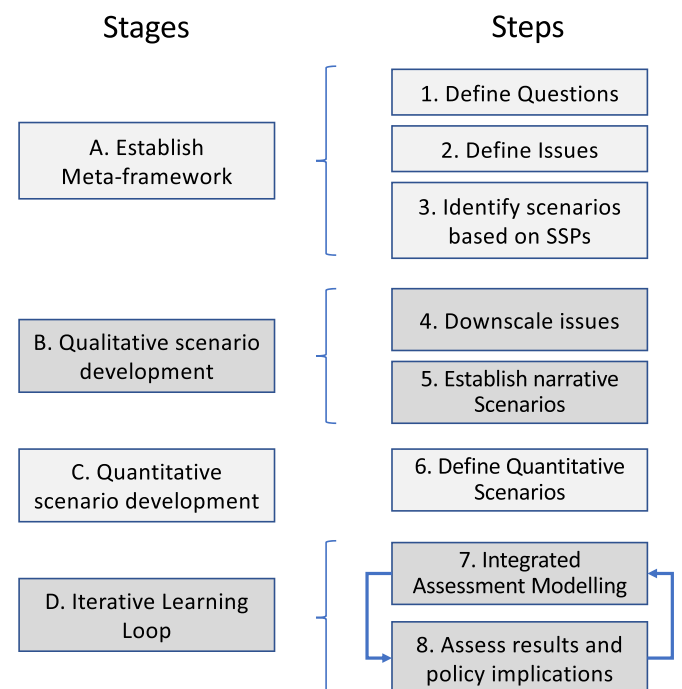 Stages
Steps
A. Establish
Meta-framework
1. Define Questions
2. Define Issues
3. Identify scenarios
based on SSPs
B. Qualitative scenario
development
4. Downscale issues
5. Establish narrative
Scenarios
C. Quantitative
scenario development
6. Define Quantitative
Scenarios
D. Iterative Learning
Loop
7. Integrated
Assessment Modelling
8. Assess results and
policy implications